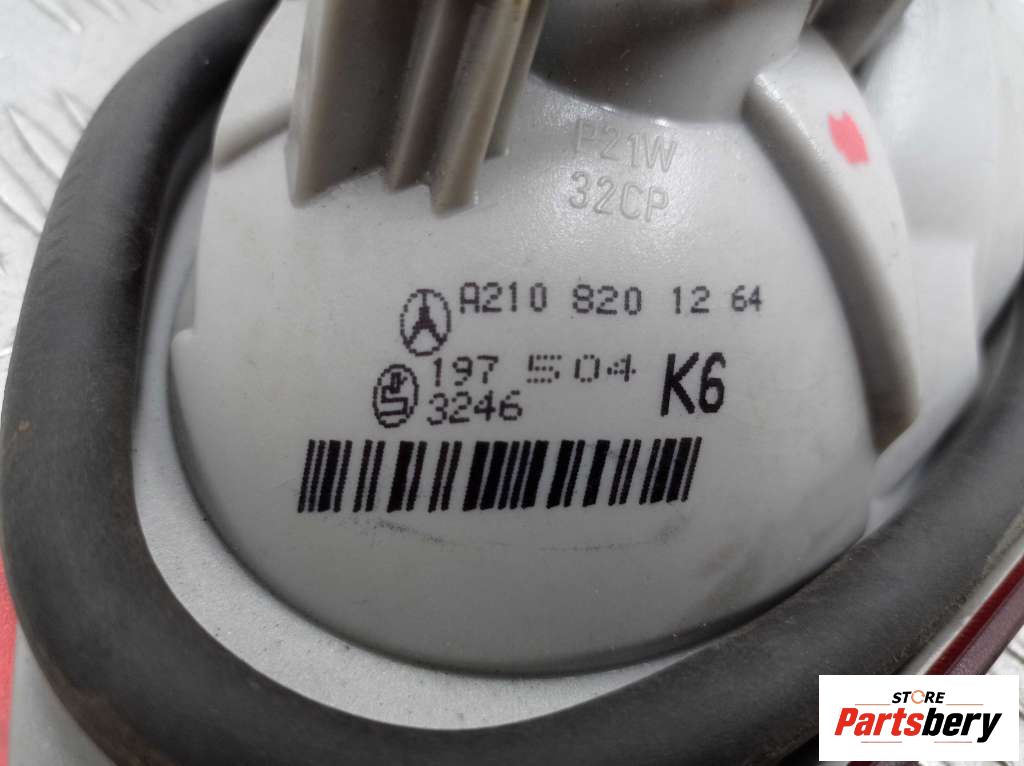 P21W
32CP
A210 820 12 64
197 504 K6
3246
STORE
Partsbery